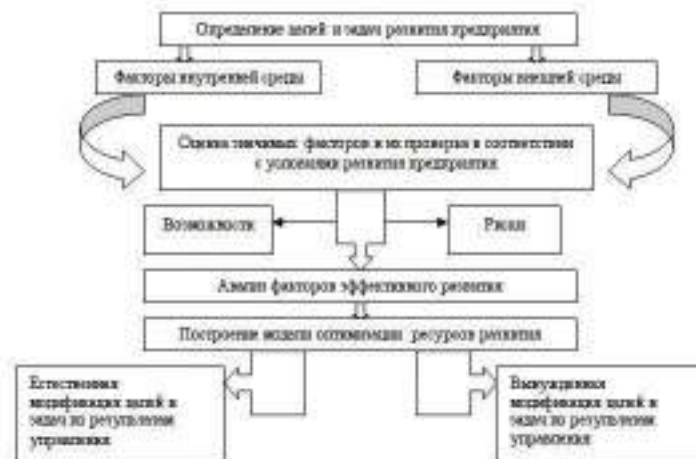 Определение целей и задач развития предприятия
Факторы внутренней среды
Факторы внешней среды
Оценка значимых факторов и их проверка в соответствии
с условиями развития предприятия
Возможности
Риски
Анализ факторов эффективного развития
Построение модели оптимизации ресурсов развития
Естественная
модификация целей и
задач по результатам
управления
Вынужденная
модификация целей и
задач по результатам
управления